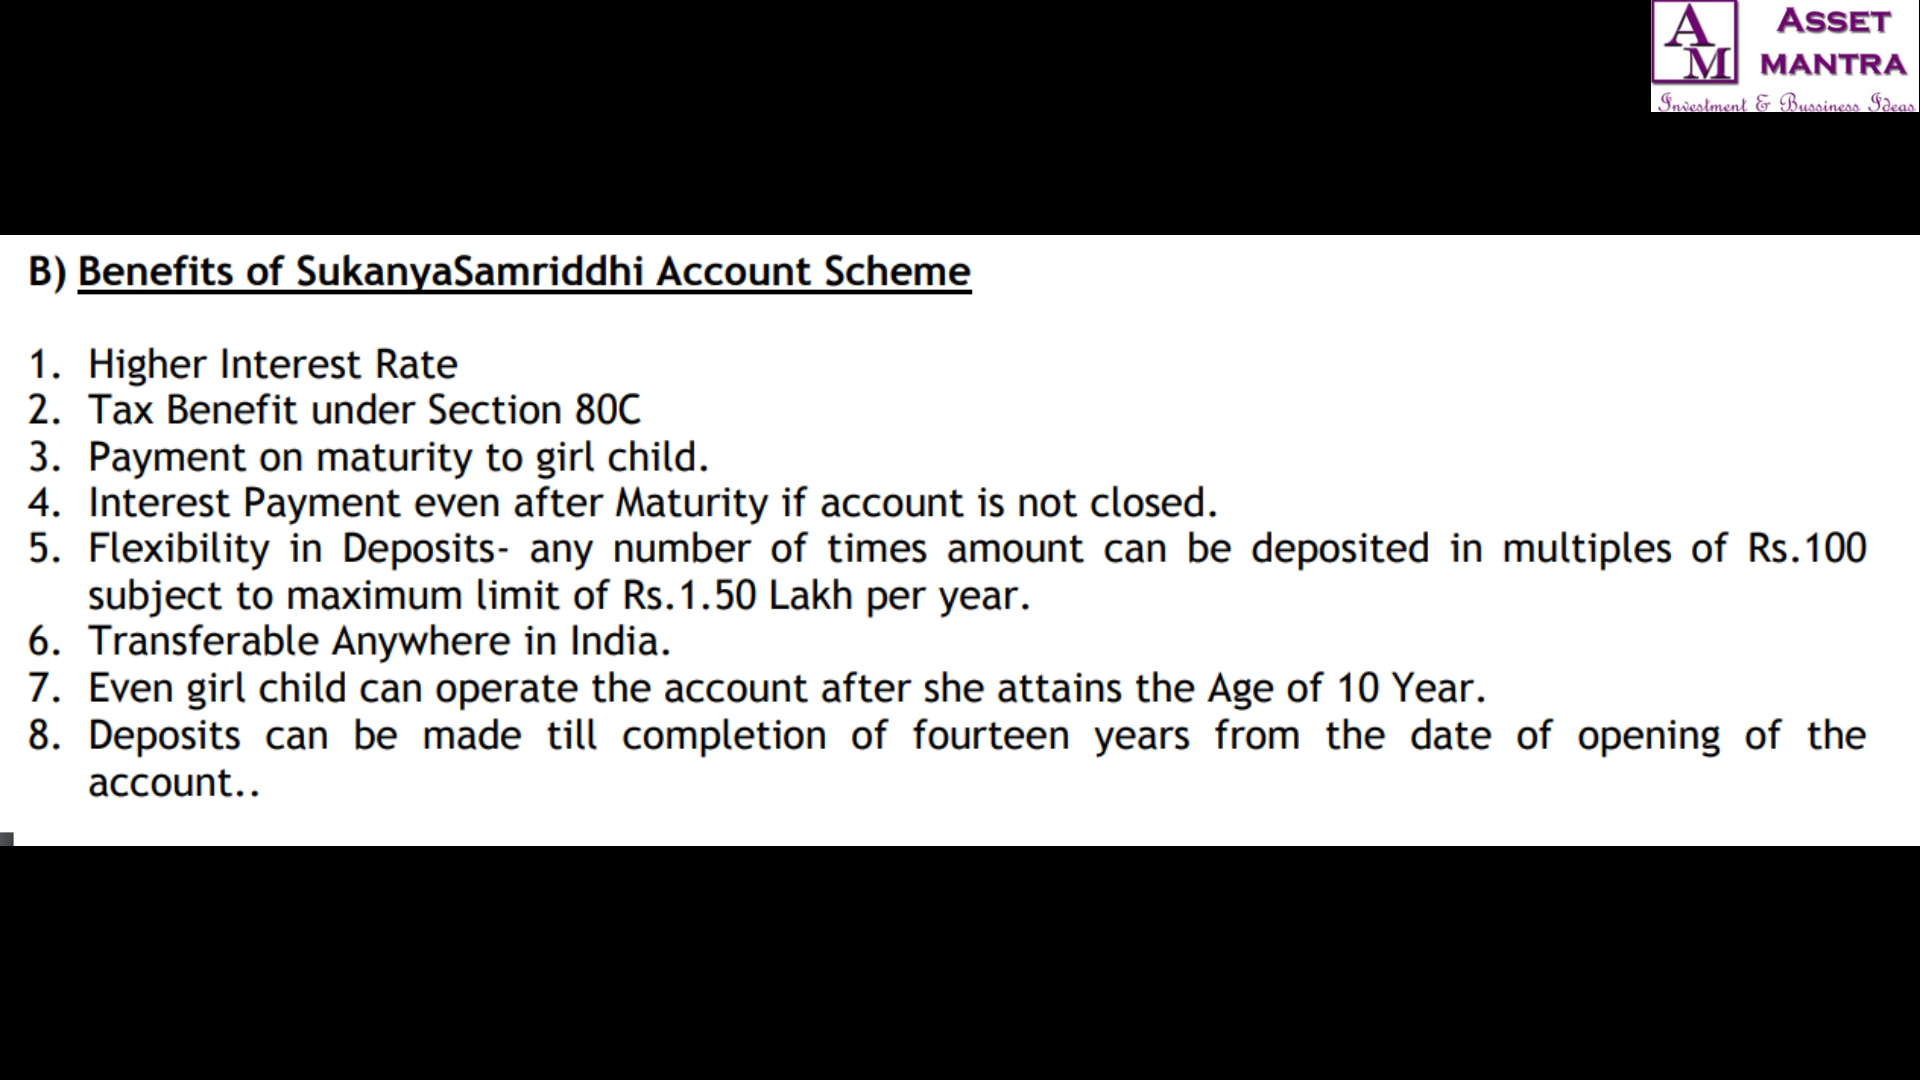 A
M
ASSET
MANTRA
Investment & Bussiness Ideas
B) Benefits of SukanyaSamriddhi Account Scheme
1. Higher Interest Rate
2. Tax Benefit under Section 80C
3. Payment on maturity to girl child.
4. Interest Payment even after Maturity if account is not closed.
5. Flexibility in Deposits- any number of times amount can be deposited in multiples of Rs.100
subject to maximum limit of Rs.1.50 Lakh per year.
6. Transferable Anywhere in India.
7. Even girl child can operate the account after she attains the Age of 10 Year.
8. Deposits can be made till completion of fourteen years from the date of opening of the
account..